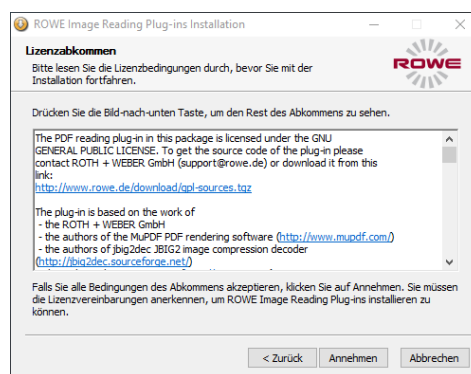 ROWE Image Reading Plug-ins Installation
Lizenzabkommen
Bitte lesen Sie die Lizenzbedingungen durch, bevor Sie mit der
Installation fortfahren.
ROWE
Drücken Sie die Bild-nach-unten Taste, um den Rest des Abkommens zu sehen.
The PDF reading plug-in in this package is licensed under the GNU
GENERAL PUBLIC LICENSE. To get the source code of the plug-in please
contact ROTH + WEBER GmbH (support@rowe.de) or download it from this
link:
http://www.rowe.de/download/gpl-sources.tgz
The plug-in is based on the work of
- the ROTH + WEBER GmbH
- the authors of the MuPDF PDF rendering software (http://www.mupdf.com/)
- the authors of jbig2dec JBIG2 image compression decoder
(http://jbig2dec.sourceforge.net/)
Falls Sie alle Bedingungen des Abkommens akzeptieren, klicken Sie auf Annehmen. Sie müssen
die Lizenzvereinbarungen anerkennen, um ROWE Image Reading Plug-ins installieren zu
können.
< Zurück Annehmen Abbrechen